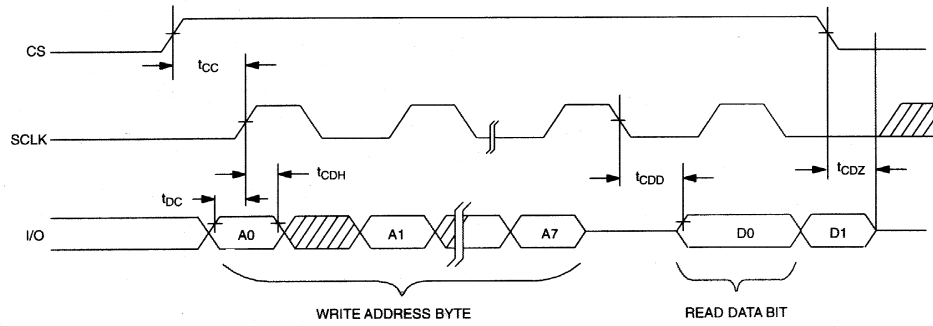 CS
tCC
SCLK
tCDH
tCDD
tCDZ
tDC
I/O
A0
A1
A7
D0
D1
WRITE ADDRESS BYTE
READ DATA BIT